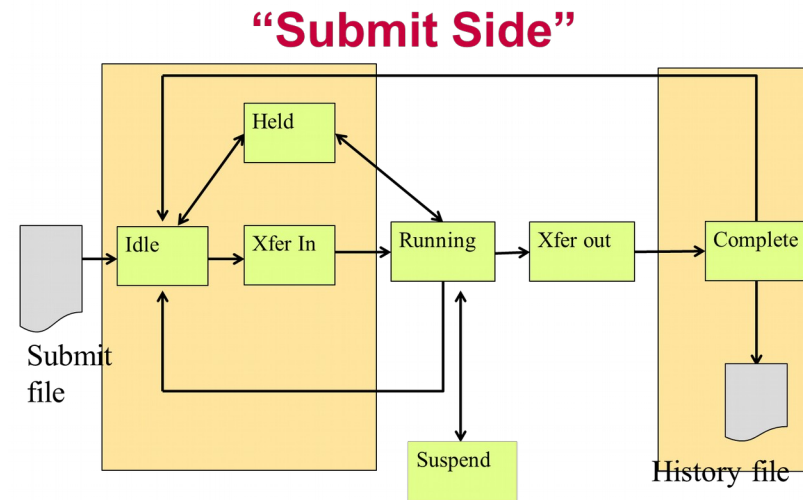 “Submit Side”
Held
Idle
Xfer In
Running
Xfer out
Complete
Submit
file
Suspend
History file